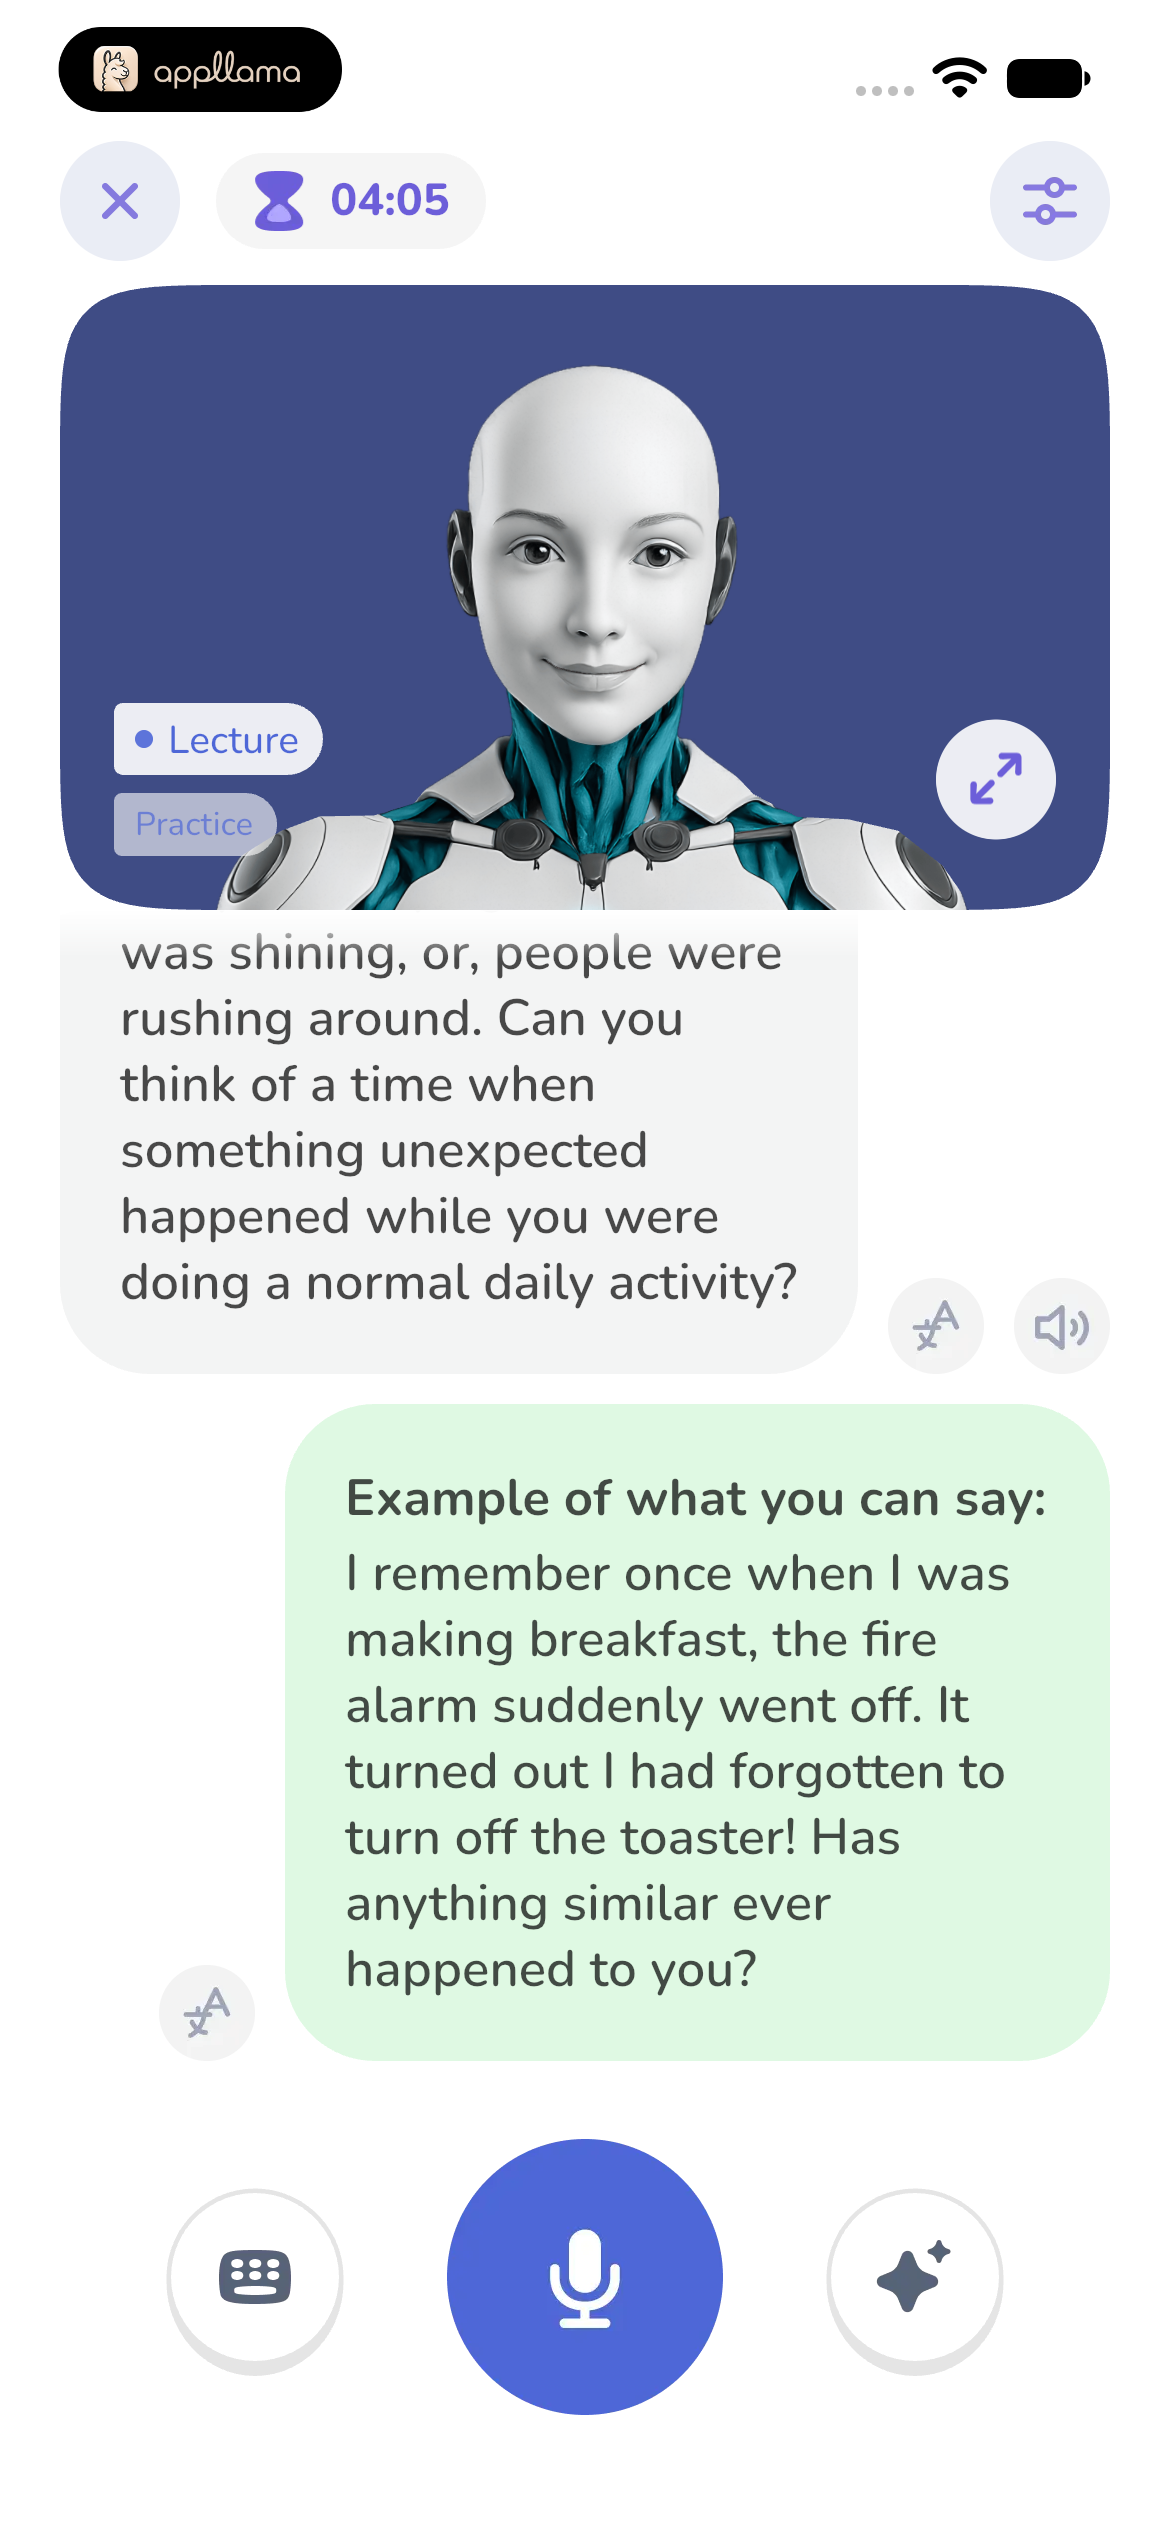 appllama
04:05
Lecture
Practice
was shining, or, people were
rushing around. Can you
think of a time when
something unexpected
happened while you were
doing a normal daily activity?
Example of what you can say:
I remember once when I was
making breakfast, the fire
alarm suddenly went off. It
turned out I had forgotten to
turn off the toaster! Has
anything similar ever
happened to you?